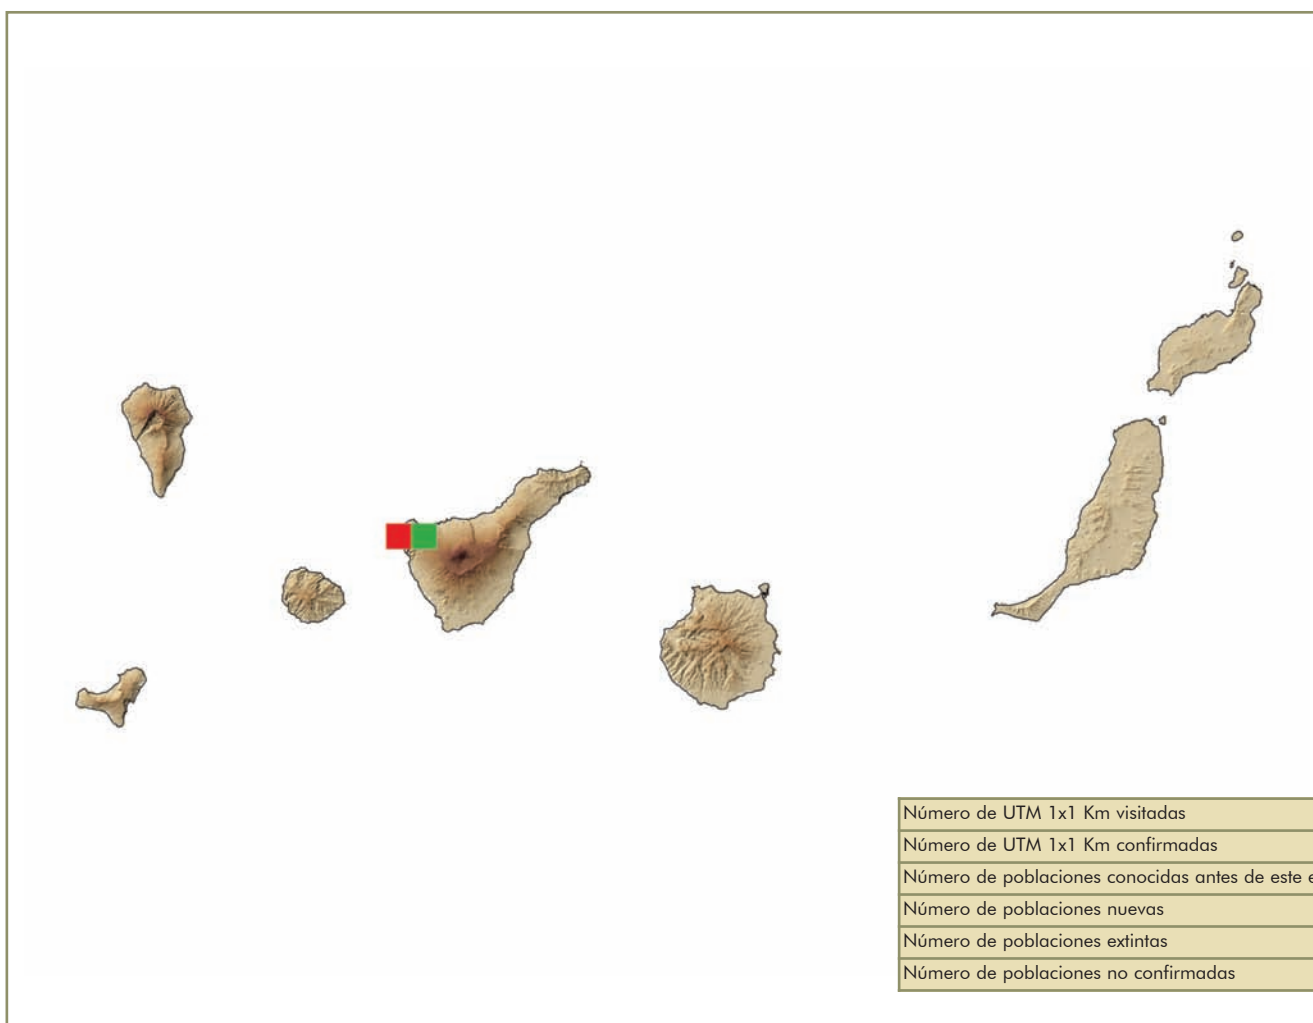 Número de UTM 1x1 Km visitadas
Número de UTM 1x1 Km confirmadas
Número de poblaciones conocidas antes de este e
Número de poblaciones nuevas
Número de poblaciones extintas
Número de poblaciones no confirmadas